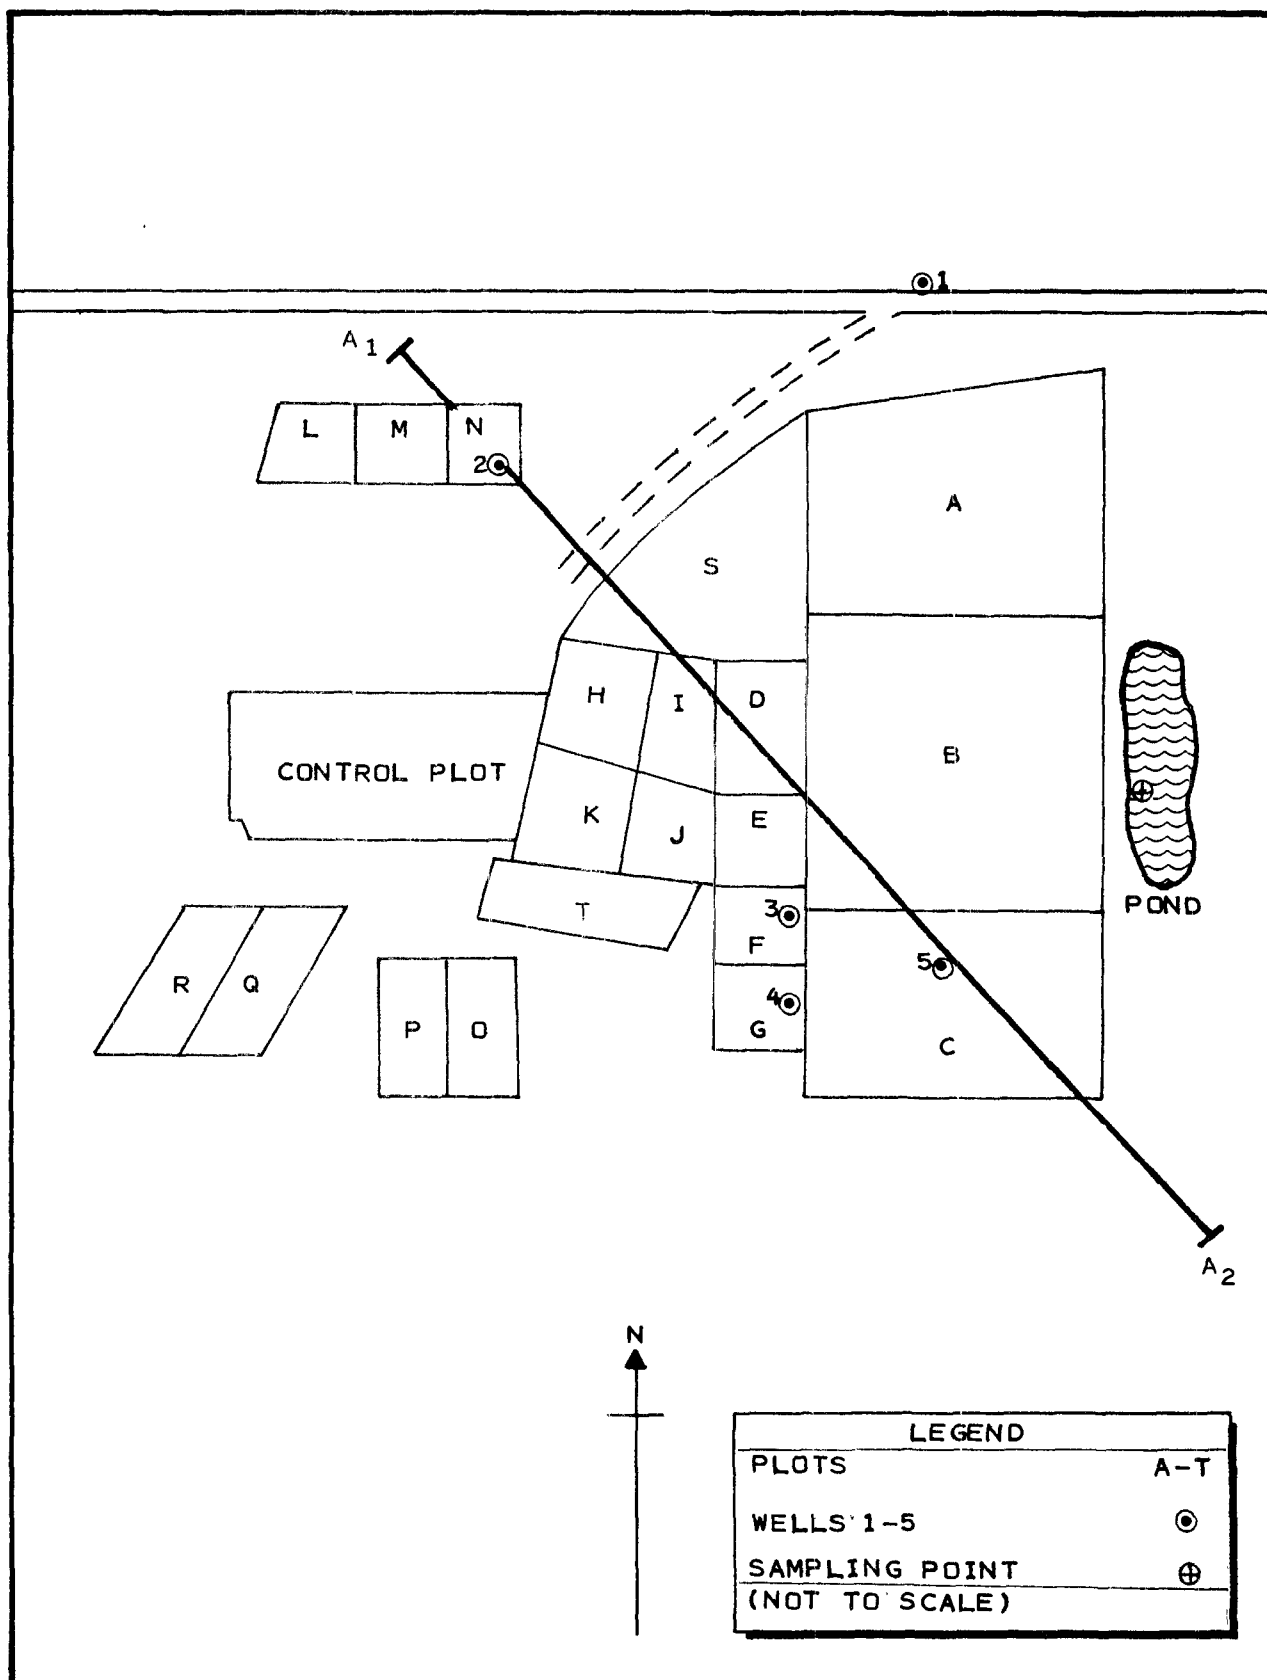 1
A1
L
M
N
2
A
S
H
I
D
B
CONTROL PLOT
K
J
E
POND
T
3
F
5
R
Q
4
P
O
G
C
A2
N
LEGEND
PLOTS A-T
WELLS 1-5
SAMPLING POINT
(NOT TO SCALE)